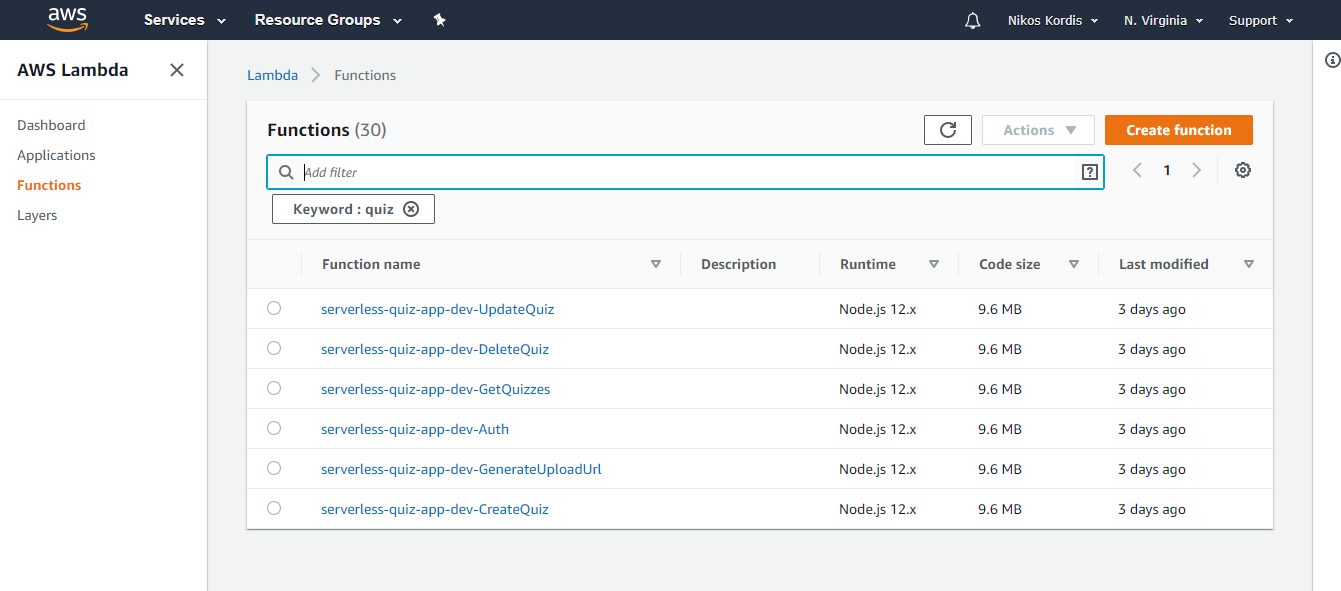 aws Services Resource Groups Nikos Kordis N. Virginia Support
AWS Lambda
Dashboard
Applications
Functions
Layers
Lambda Functions
Functions (30) Actions Create function
Add filter ? 1
Keyword : quiz
Function name Description Runtime Code size Last modified
serverless-quiz-app-dev-UpdateQuiz Node.js 12.x 9.6 MB 3 days ago
serverless-quiz-app-dev-DeleteQuiz Node.js 12.x 9.6 MB 3 days ago
serverless-quiz-app-dev-GetQuizzes Node.js 12.x 9.6 MB 3 days ago
serverless-quiz-app-dev-Auth Node.js 12.x 9.6 MB 3 days ago
serverless-quiz-app-dev-GenerateUploadUrl Node.js 12.x 9.6 MB 3 days ago
serverless-quiz-app-dev-CreateQuiz Node.js 12.x 9.6 MB 3 days ago